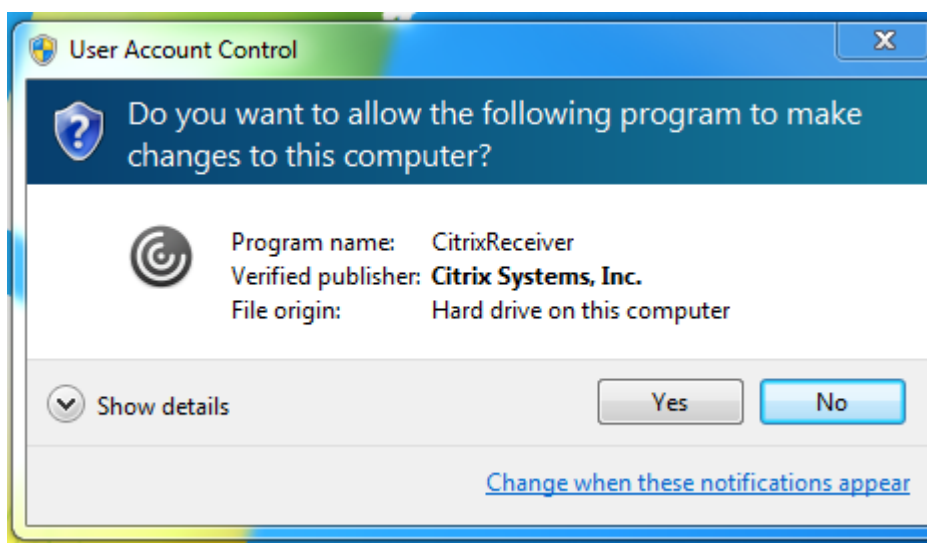 User Account Control
Do you want to allow the following program to make
changes to this computer?
Program name: CitrixReceiver
Verified publisher: Citrix Systems, Inc.
File origin: Hard drive on this computer
Show details
Yes
No
Change when these notifications appear